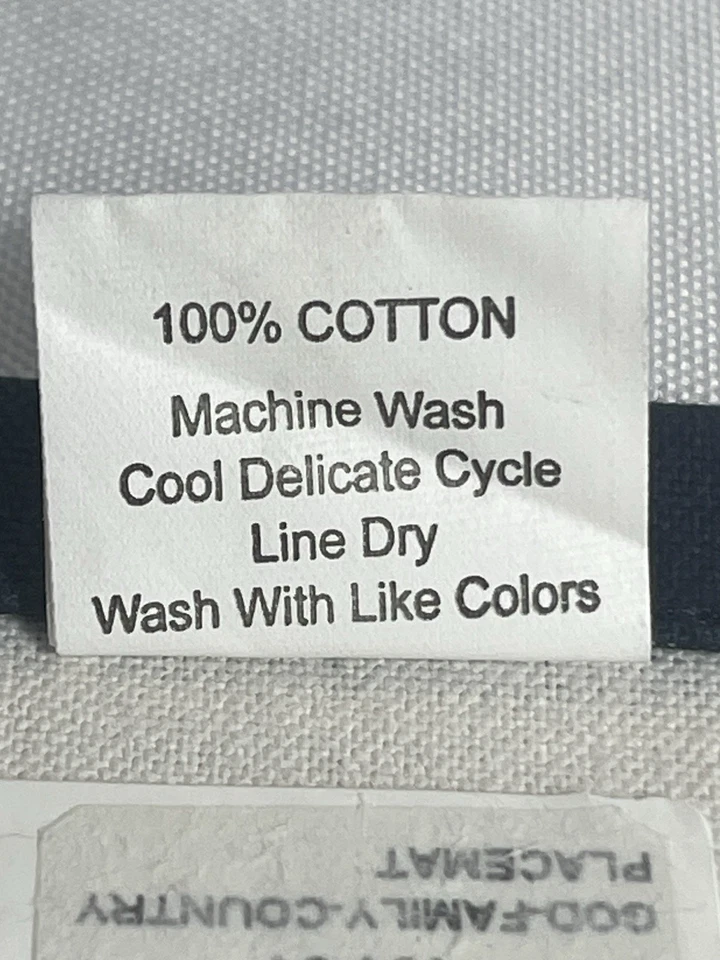 100% COTTON
Machine Wash
Cool Delicate Cycle
Line Dry
Wash With Like Colors
GOD-FAMILY-COUNTRY
PLACEMAT